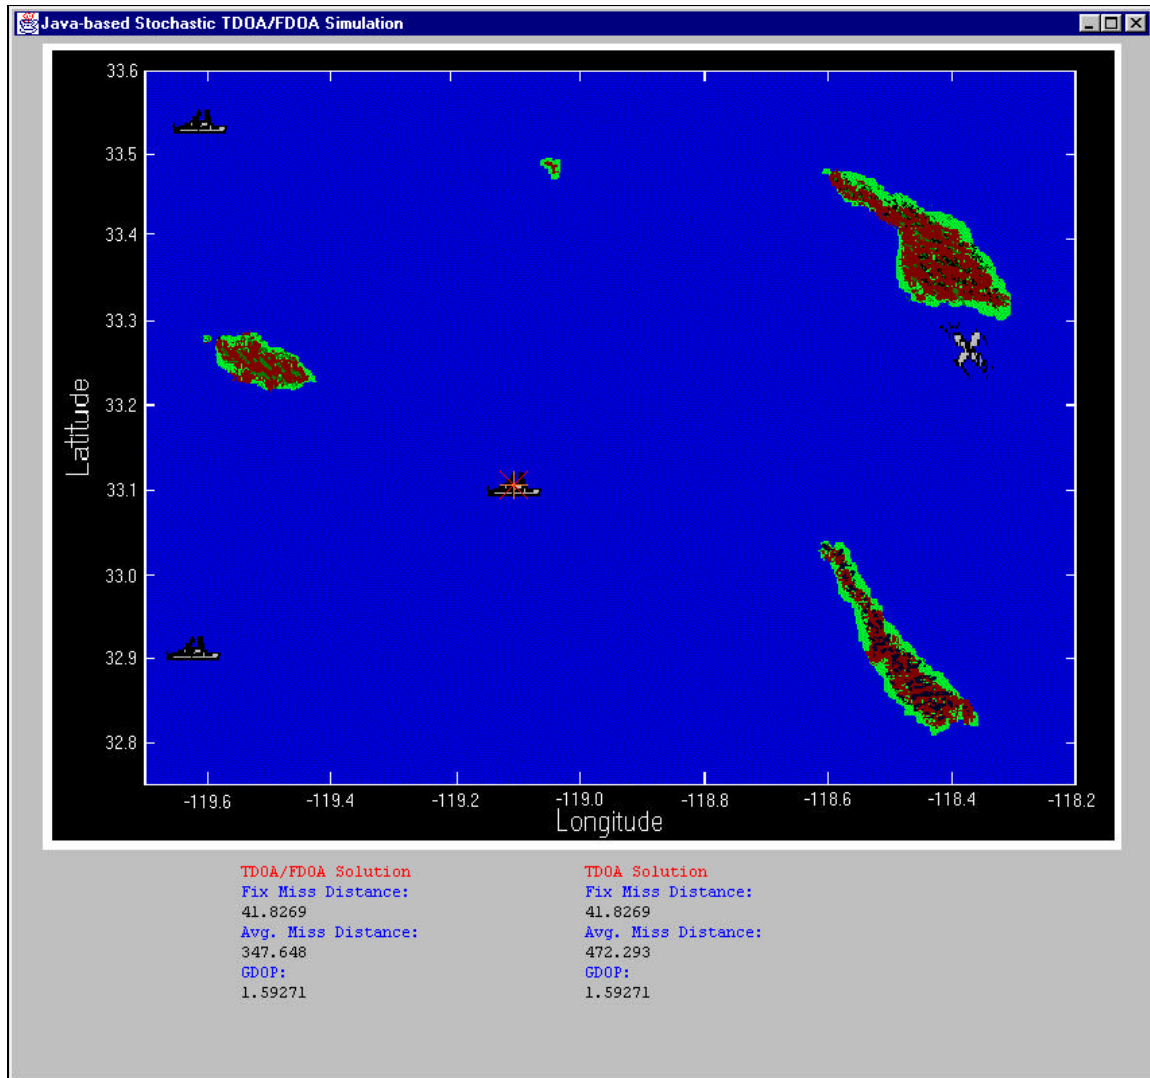 Java-based Stochastic TDOA/FDOA Simulation
33.6
33.5
33.4
33.3
33.2
33.1
33.0
32.9
32.8
Latitude
-119.6 -119.4 -119.2 -119.0 -118.8 -118.6 -118.4 -118.2
Longitude
TDOA/FDOA Solution
Fix Miss Distance:
41.8269
Avg. Miss Distance:
347.648
GDOP:
1.59271
TDOA Solution
Fix Miss Distance:
41.8269
Avg. Miss Distance:
472.293
GDOP:
1.59271